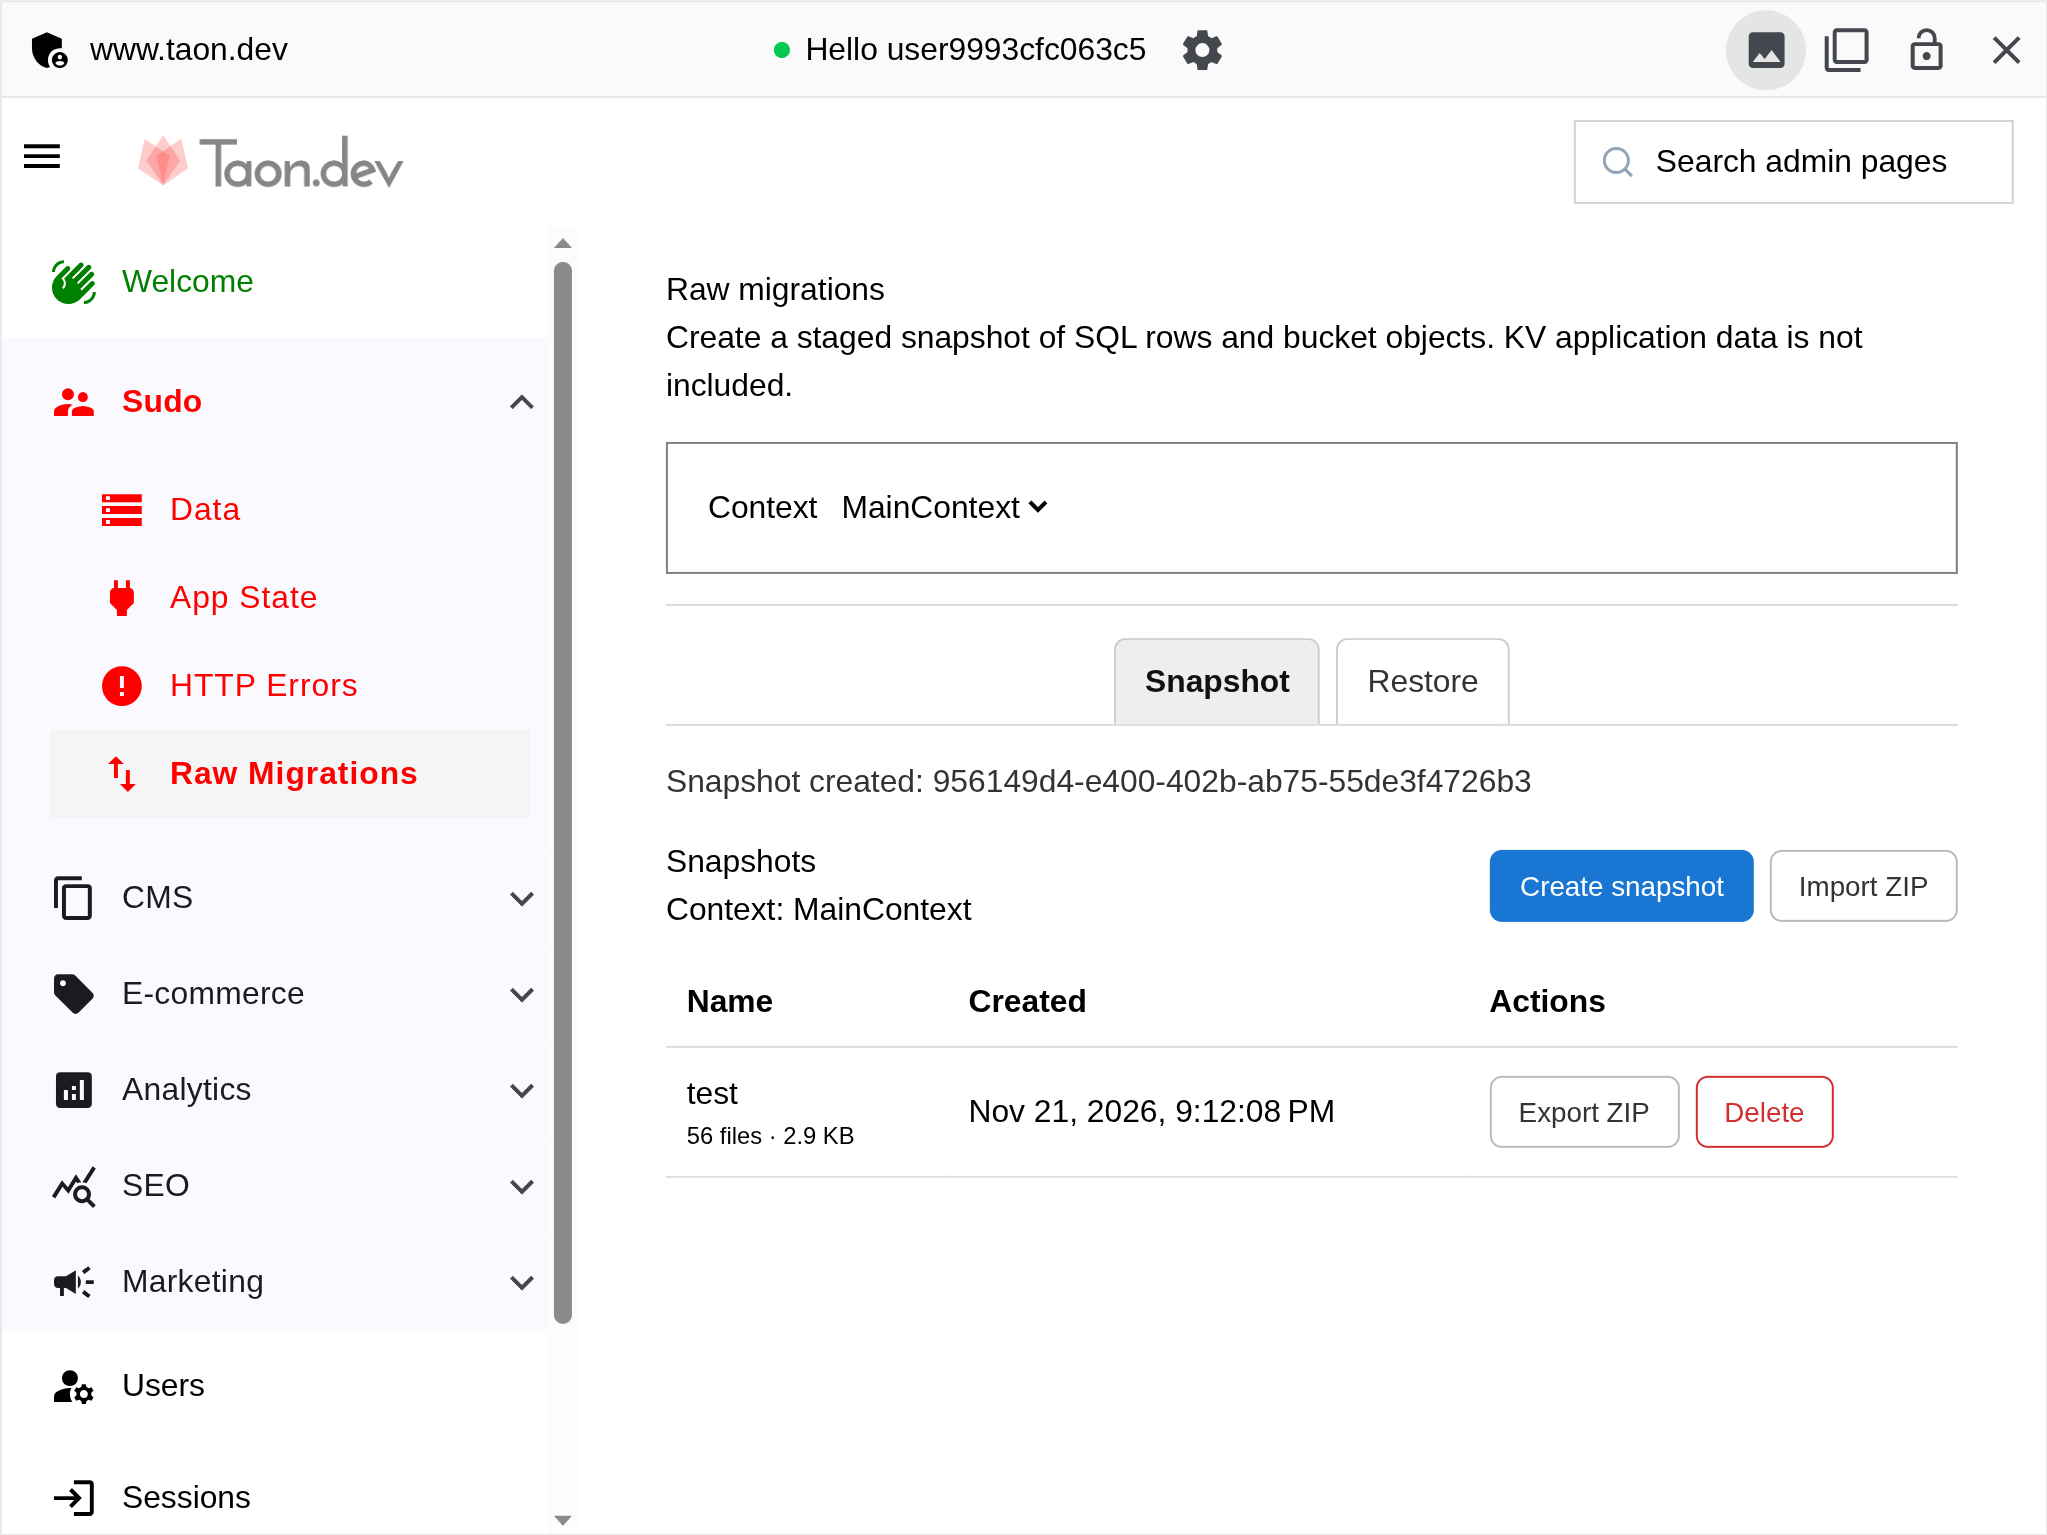 www.taon.dev
Hello user9993cfc063c5
Taon.dev
Search admin pages
Welcome
Sudo
Data
App State
HTTP Errors
Raw Migrations
CMS
E-commerce
Analytics
SEO
Marketing
Users
Sessions
Raw migrations
Create a staged snapshot of SQL rows and bucket objects. KV application data is not
included.
Context MainContext
Snapshot Restore
Snapshot created: 956149d4-e400-402b-ab75-55de3f4726b3
Snapshots
Context: MainContext
Create snapshot Import ZIP
Name Created Actions
test
56 files · 2.9 KB
Nov 21, 2026, 9:12:08 PM
Export ZIP Delete